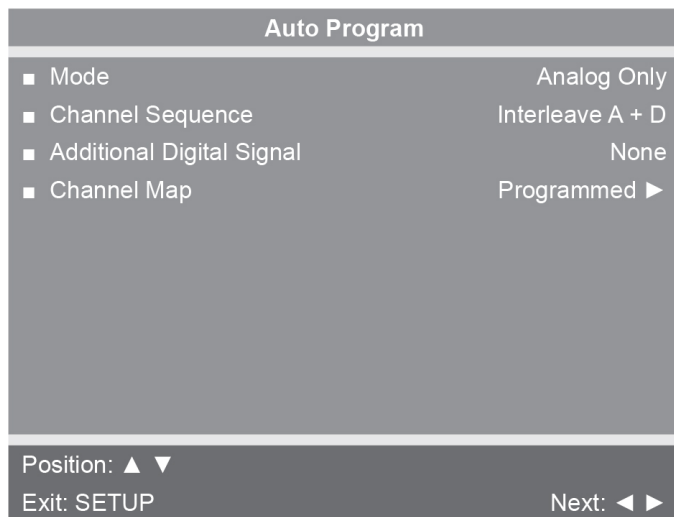 Auto Program
■ Mode Analog Only
■ Channel Sequence Interleave A + D
■ Additional Digital Signal None
■ Channel Map Programmed ►
Position: ▲ ▼
Exit: SETUP Next: ◄ ►